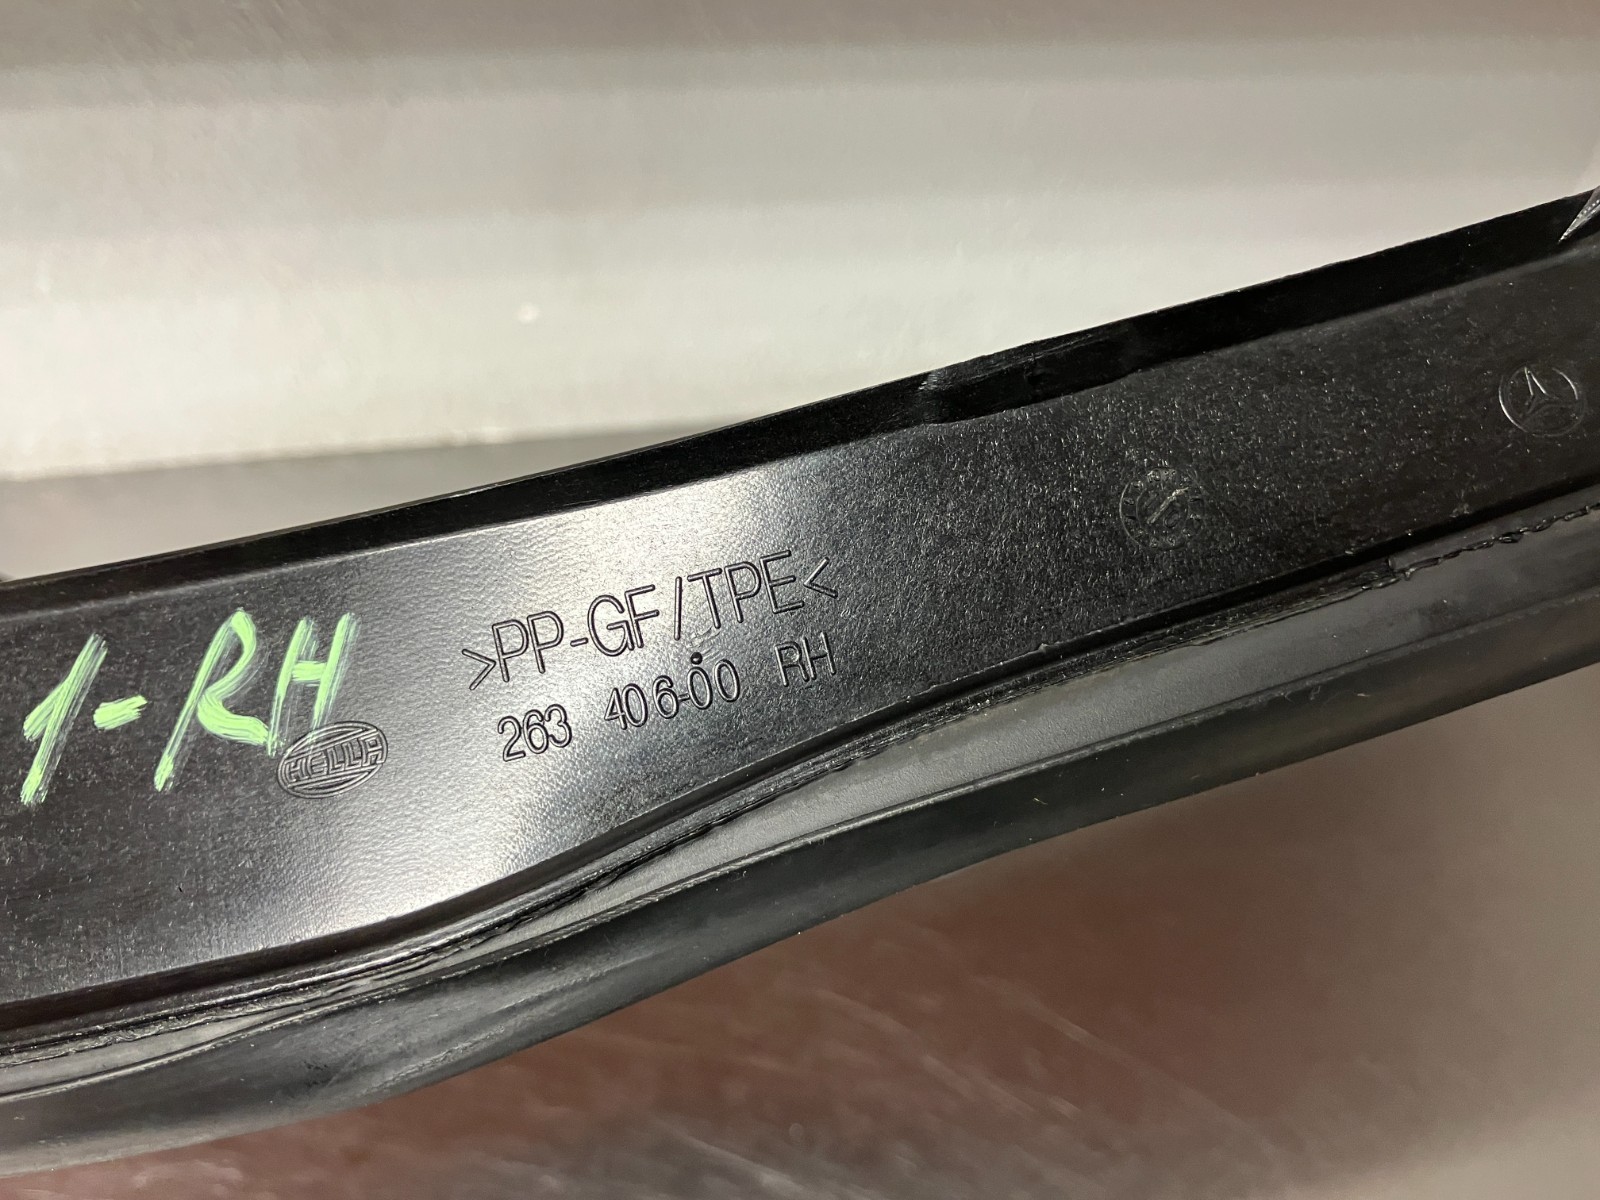 >PP-GF/TPE<
263 406-00 RH
1-RH
HELLA